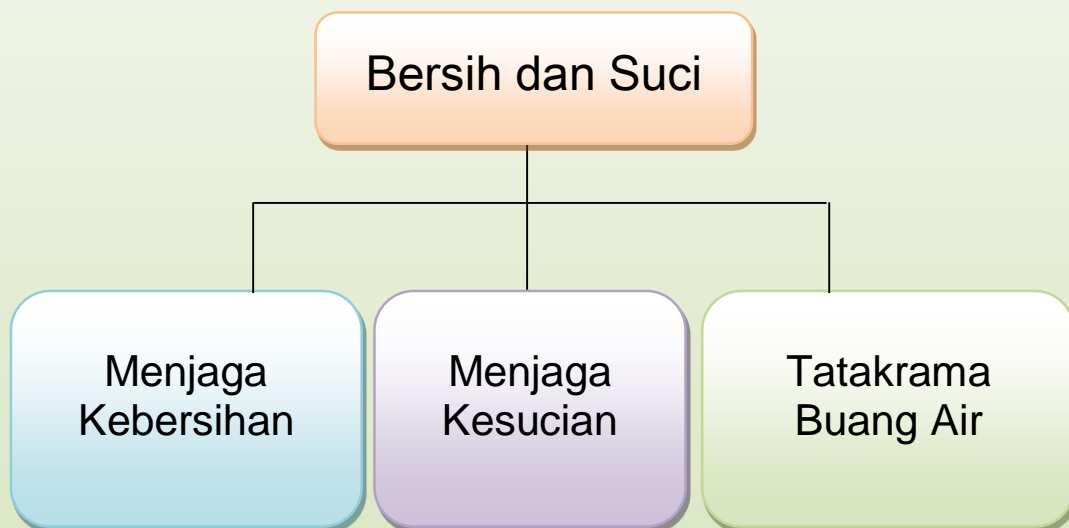 Bersih dan Suci
Menjaga
Kebersihan
Menjaga
Kesucian
Tatakrama
Buang Air